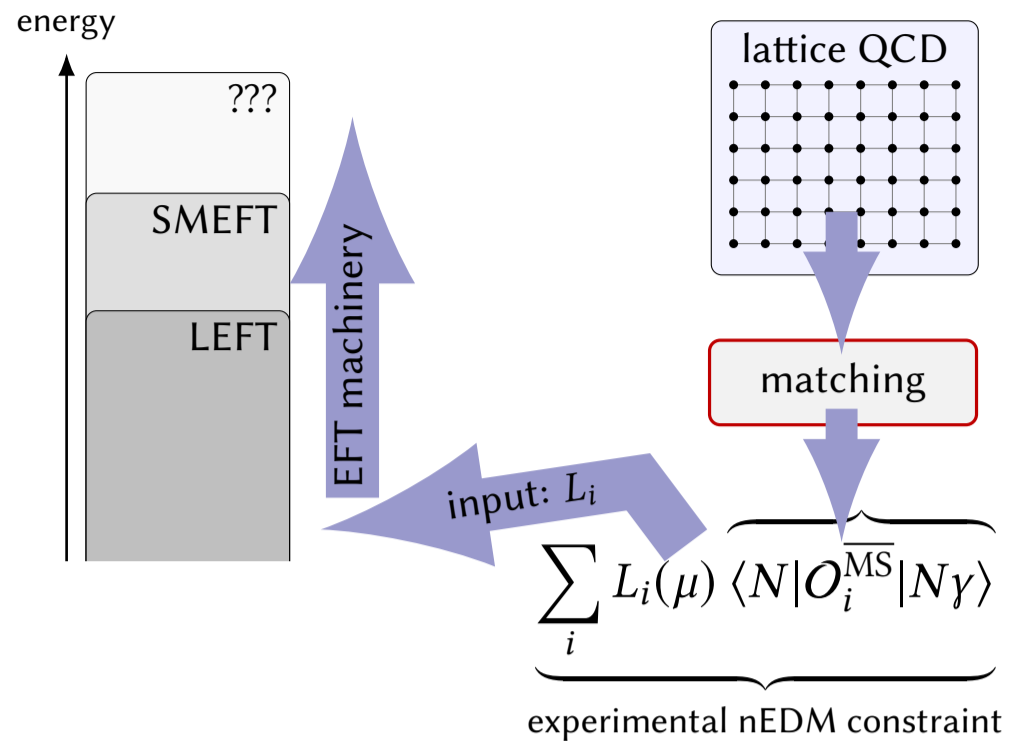 energy
???
SMEFT
LEFT
EFT machinery
lattice QCD
matching
input: L_i
∑_i L_i(μ) ⟨N|O_i^{\overline{MS}}|Nγ⟩
experimental nEDM constraint